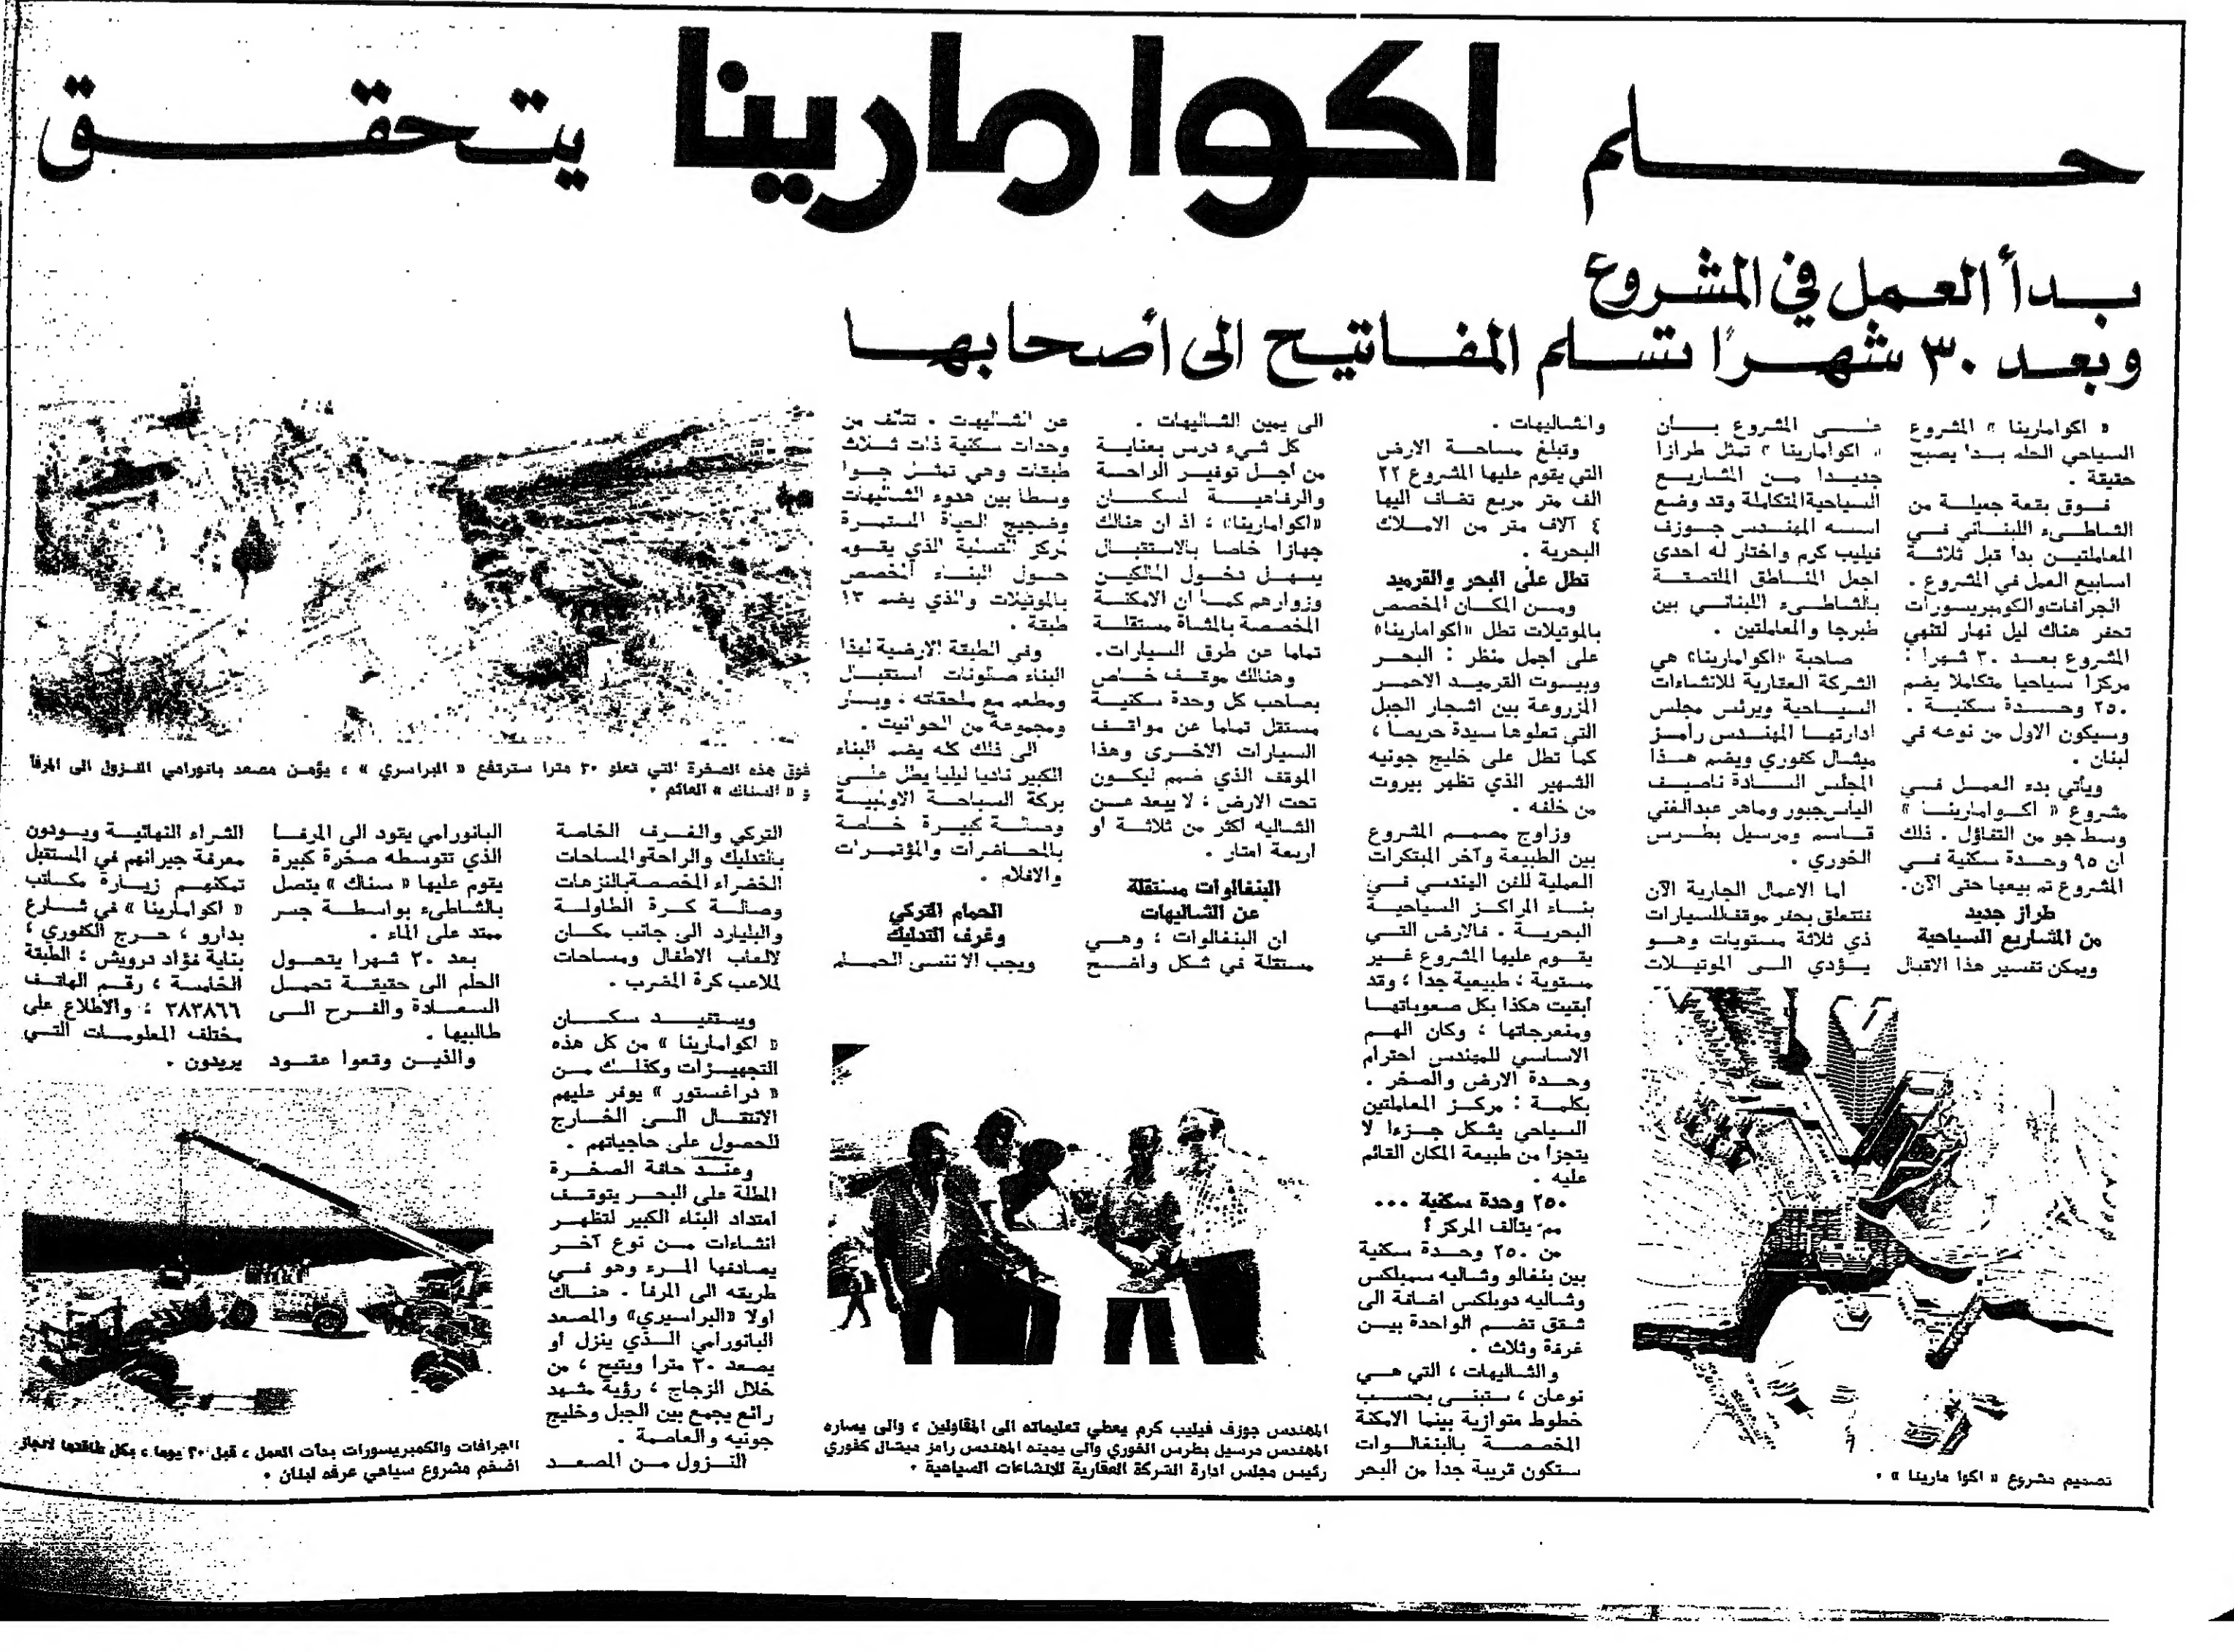 حلم اكوا مارينا يتحقق
بدأ العمل في المشروع
وبعد ٣٠ شهرًا تسلم المفاتيح الى أصحابها
« اكوامارينا » المشروع
السياحي الحلم بدأ يصبح
حقيقة .
فوق بقعة جميلة من
الشاطىء اللبناني في
المعاملتين بدأ قبل ثلاثة
اسابيع العمل في المشروع .
الجرافات والكومبريسورات
تحفر هناك ليل نهار لتنهي
المشروع بعد ٣٠ شهرا :
مركزا سياحيا متكاملا يضم
٢٥٠ وحدة سكنية .
وسيكون الاول من نوعه في
لبنان .
ويأتي بدء العمل في
مشروع « اكوامارينا »
وسط جو من التفاؤل . ذلك
ان ٩٥ وحدة سكنية في
المشروع تم بيعها حتى الآن.
طراز جديد
من المشاريع السياحية
ويمكن تفسير هذا الاقبال
على المشروع بان
« اكوامارينا » تمثل طرازا
جديدا من المشاريع
السياحية المتكاملة وقد وضع
اسسه المهندس جوزف
فيليب كرم واختار له احدى
اجمل المناطق الملتصقة
بالشاطىء اللبناني بين
طبرجا والمعاملتين .
صاحبة «اكوامارينا» هي
الشركة العقارية للانشاءات
السياحية ويرئس مجلس
ادارتها المهندس رامز
ميشال كفوري ويضم هذا
المجلس السادة ناصيف
الياس جبور وماهر عبدالغني
قاسم ومرسيل بطرس
الخوري .
أما الاعمال الجارية الآن
فتتعلق بحفر موقف للسيارات
ذي ثلاثة مستويات وهو
يؤدي الى الموتيلات
والشاليهات .
وتبلغ مساحة الارض
التي يقوم عليها المشروع ٢٢
الف متر مربع تضاف اليها
٤ آلاف متر من الاملاك
البحرية .
تطل على البحر والقرميد
ومن المكان المخصص
بالموتيلات تطل «اكوامارينا»
على اجمل منظر : البحر
وبيوت القرميد الاحمر
المزروعة بين اشجار الجبل
التي تعلوها سيدة حريصا ،
كما تطل على خليج جونيه
الشهير الذي تظهر بيروت
من خلفه .
وزاوج مصمم المشروع
بين الطبيعة وآخر المبتكرات
العملية للفن الهندسي في
بناء المراكز السياحية
البحرية . فالارض التي
يقوم عليها المشروع غير
مستوية ، طبيعية جدا ، وقد
أبقيت هكذا بكل صعوباتها
ومنعرجاتها ، وكان الهم
الاساسي للمهندس احترام
وحدة الارض والصخر .
بكلمة : مركز المعاملتين
السياحي يشكل جزءا لا
يتجزأ من طبيعة المكان القائم
عليه .
٢٥٠ وحدة سكنية ...
مم يتألف المركز ؟
من ٢٥٠ وحدة سكنية
بين بنغالو وشاليه سمبلكس
وشاليه دوبلكس اضافة الى
شقق تضم الواحدة بين
غرفة وثلاث .
والشاليهات ، التي هي
نوعان ، ستبنى بحسب
خطوط متوازية بينما الامكنة
المخصصة بالبنغالوات
ستكون قريبة جدا من البحر
الى يمين الشاليهات .
كل شيء درس بعناية
من أجل توفير الراحة
والرفاهية لسكان
«اكوامارينا» ، اذ ان هنالك
جهازا خاصا بالاستقبال
يسهل دخول المالكين
وزوارهم كما ان الامكنة
المخصصة بالمشاة مستقلة
تماما عن طرق السيارات.
وهنالك موقف خاص
بصاحب كل وحدة سكنية
مستقل تماما عن مواقف
السيارات الاخرى وهذا
الموقف الذي صمم ليكون
تحت الارض ، لا يبعد عن
الشاليه أكثر من ثلاثة او
اربعة امتار .
البنغالوات مستقلة
عن الشاليهات
ان البنغالوات ، وهي
مستقلة في شكل واضح
عن الشاليهات ، تتألف من
وحدات سكنية ذات ثلاث
طبقات وهي تمثل جوا
وسطا بين هدوء الشاليهات
وضجيج الحياة المستمرة
لمركز التسلية الذي يقوم
حول البناء المخصص
بالموتيلات والذي يضم ١٣
طبقة .
وفي الطبقة الارضية لهذا
البناء صالونات استقبال
ومطعم مع ملحقاته ، وبار
ومجموعة من الحوانيت .
الى ذلك كله يضم البناء
الكبير ناديا ليليا يطل على
بركة السباحة الاولمبية
وصالة كبيرة خاصة
بالمحاضرات والمؤتمرات
والافلام .
الحمام التركي
وغرف التدليك
ويجب الا ننسى الحمام
التركي والغرف الخاصة
بالتدليك والراحة والمساحات
الخضراء المخصصة بالنزهات
وصالة كرة الطاولة
والبليارد الى جانب مكان
لالعاب الاطفال ومساحات
لملاعب كرة المضرب .
ويستفيد سكان
« اكوامارينا » من كل هذه
التجهيزات وكذلك من
« دراغستور » يوفر عليهم
الانتقال الى الخارج
للحصول على حاجياتهم .
وعند حافة الصخرة
المطلة على البحر يتوقف
امتداد البناء الكبير لتظهر
انشاءات من نوع آخر
يصادفها المرء وهو في
طريقه الى المرفأ . هناك
اولا «البراسيري» والمصعد
البانورامي الذي ينزل أو
يصعد ٣٠ مترا ويتيح ، من
خلال الزجاج ، رؤية مشهد
رائع يجمع بين الجبل وخليج
جونيه والعاصمة .
النزول من المصعد
البانورامي يقود الى المرفأ
الذي تتوسطه صخرة كبيرة
يقوم عليها « سناك » يتصل
بالشاطىء بواسطة جسر
ممتد على الماء .
بعد ٣٠ شهرا يتحول
الحلم الى حقيقة تحمل
السعادة والفرح الى
طالبيها .
والذين وقعوا عقود
الشراء النهائية ويودون
معرفة جيرانهم في المستقبل
تمكنهم زيارة مكاتب
« اكوامارينا » في شارع
بدارو ، حرج الكفوري ،
بناية فؤاد درويش ، الطبقة
الخامسة ، رقم الهاتف
٣٨٣٨٦٦ ، والاطلاع على
مختلف المعلومات التي
يريدون .
فوق هذه الصخرة التي تعلو ٣٠ مترا سترتفع « البراسري » ، يؤمن مصعد بانورامي النزول الى المرفأ
و « السناك » العائم .
تصميم مشروع « اكوا مارينا » .
المهندس جوزف فيليب كرم يعطي تعليماته الى المقاولين ، والى يساره
المهندس مرسيل بطرس الخوري والى يمينه المهندس رامز ميشال كفوري
رئيس مجلس ادارة الشركة العقارية للانشاءات السياحية .
الجرافات والكمبريسورات بدأت العمل ، قبل ٢٠ يوما ، بكل طاقتها لانجاز
اضخم مشروع سياحي عرفه لبنان .